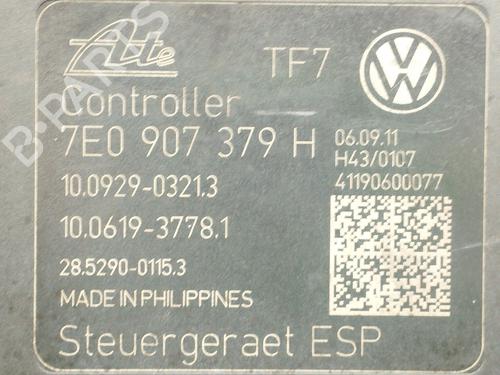 Ate TF7
Controller
7E0 907 379 H
06.09.11
H43/0107
41190600077
10.0929-0321.3
10.0619-3778.1
28.5290-0115.3
MADE IN PHILIPPINES
Steuergeraet ESP
B-PARTS